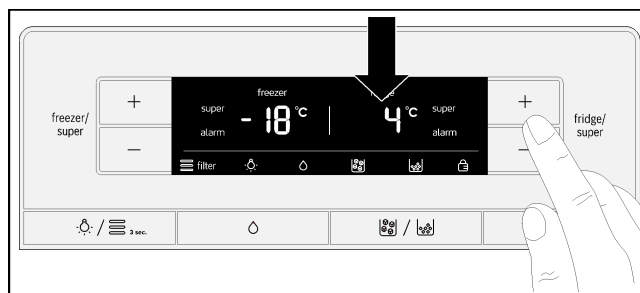 freezer/
super
+
−
freezer
super
alarm
-18 °C
4 °C
super
alarm
filter
+
−
fridge/
super
/
3 sec.
/